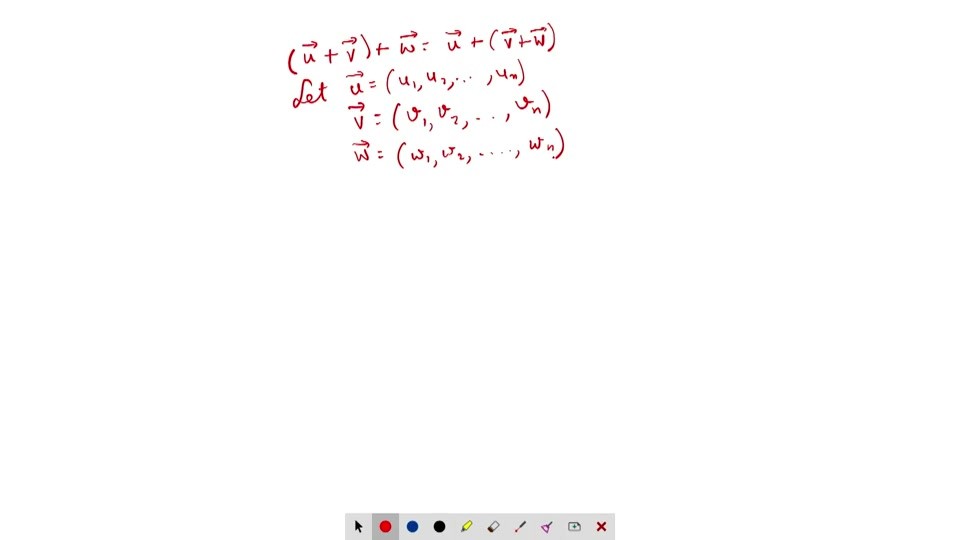 (u⃗ + v⃗) + w⃗ = u⃗ + (v⃗ + w⃗)
Let u⃗ = (u₁, u₂, ... , uₙ)
v⃗ = (v₁, v₂, ... , vₙ)
w⃗ = (w₁, w₂, ...., wₙ)